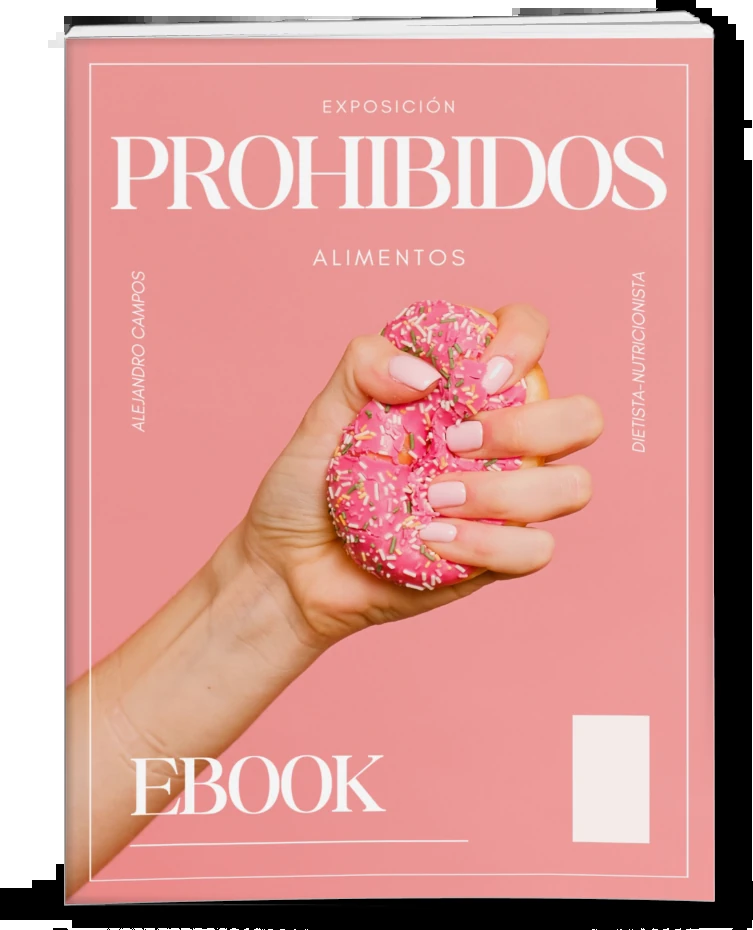 EXPOSICIÓN
PROHIBIDOS
ALIMENTOS
ALEJANDRO CAMPOS
DIETISTA-NUTRICIONISTA
EBOOK